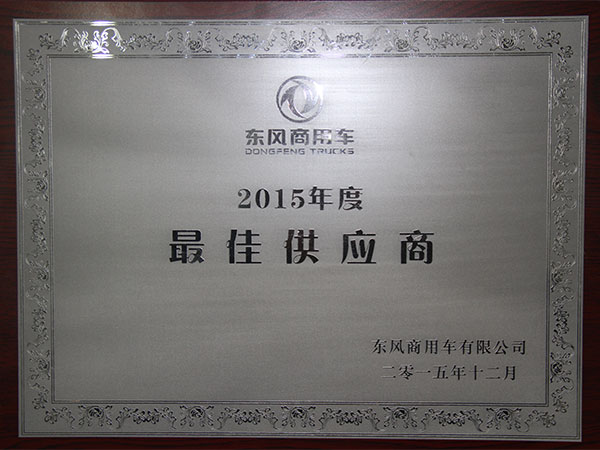 东风商用车
DONGFENG TRUCKS
2015年度
最佳供应商
东风商用车有限公司
二零一五年十二月